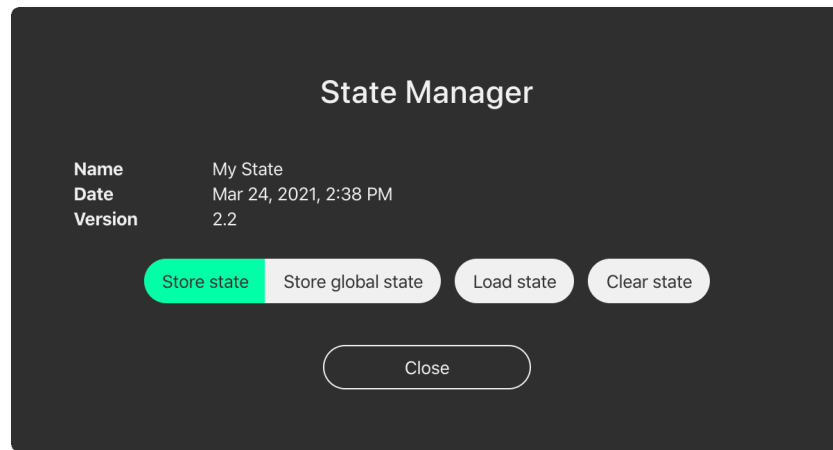 State Manager
Name My State
Date Mar 24, 2021, 2:38 PM
Version 2.2
Store state Store global state Load state Clear state
Close